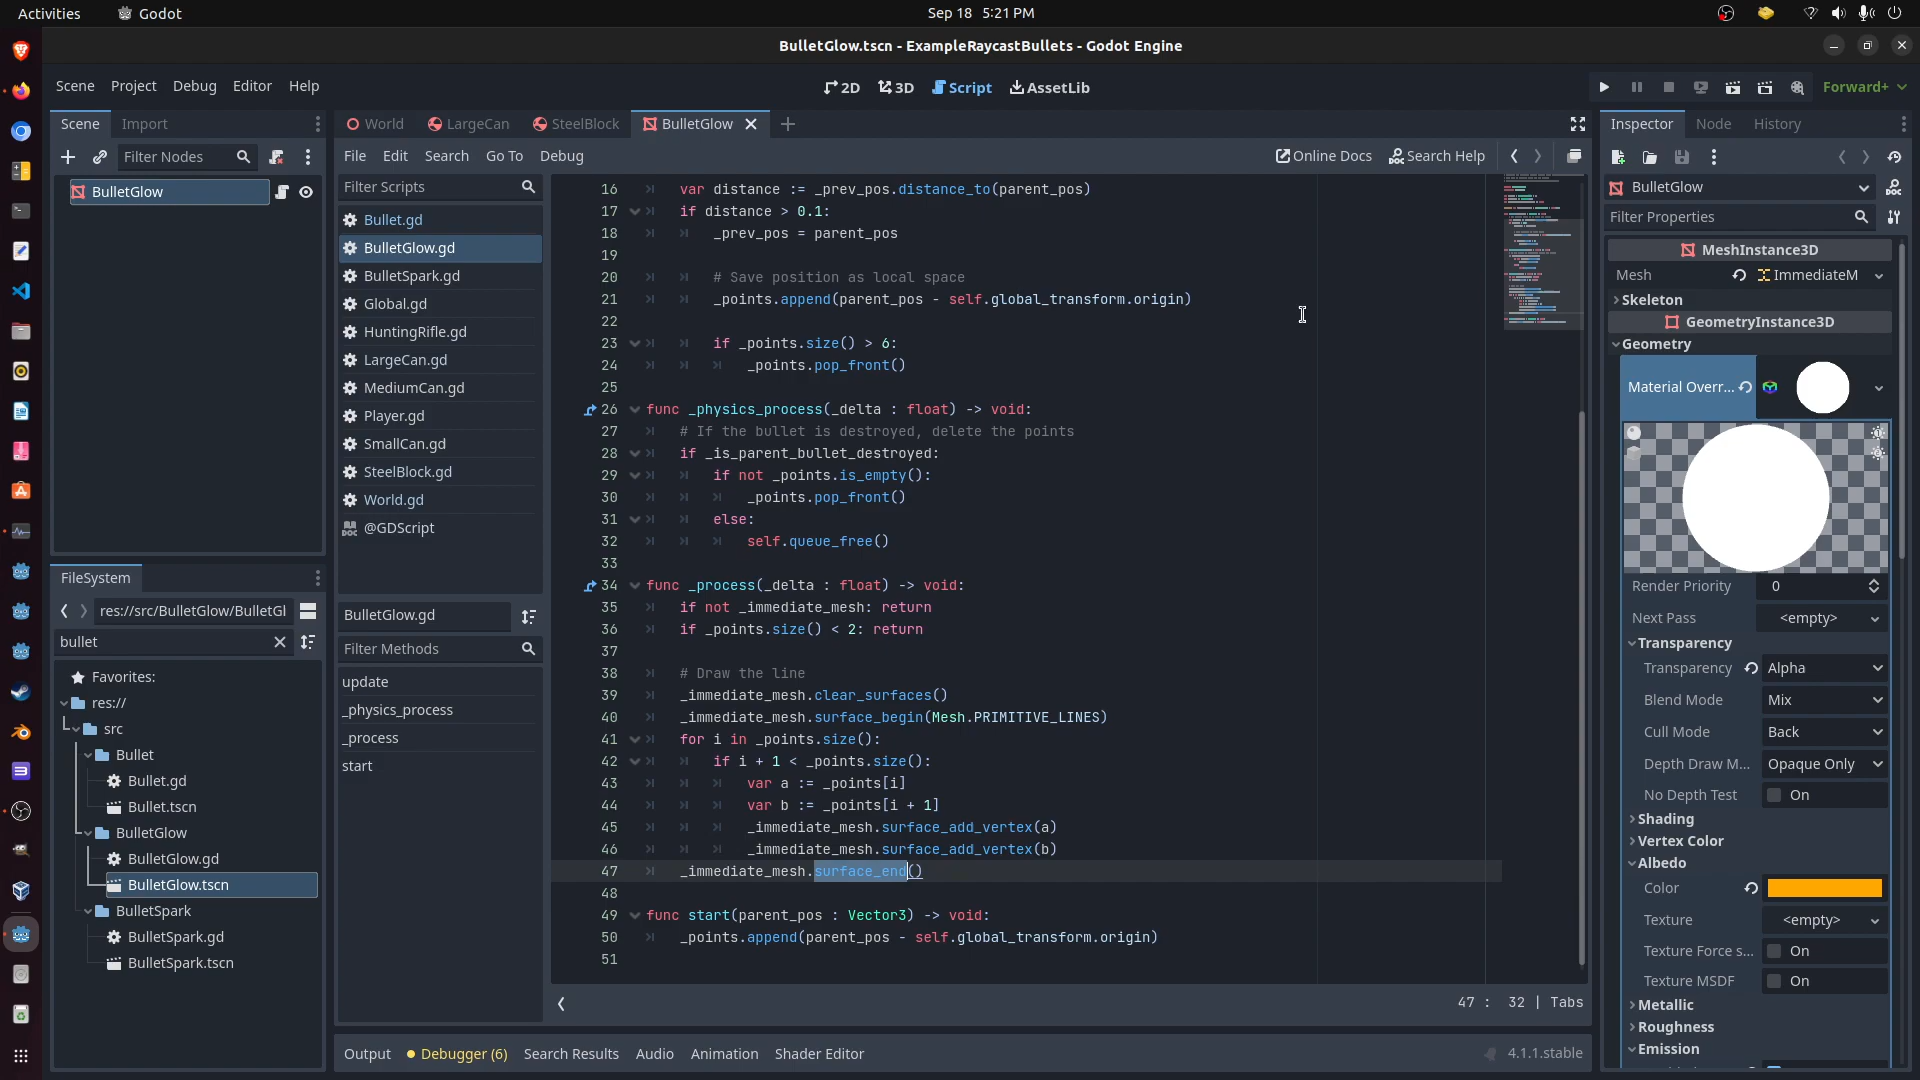 Activities
Godot
Sep 18 5:21 PM
BulletGlow.tscn - ExampleRaycastBullets - Godot Engine
Scene Project Debug Editor Help
2D 3D Script AssetLib
Forward+
Scene Import
Filter Nodes
BulletGlow
FileSystem
res://src/BulletGlow/BulletGl
bullet
Favorites:
res://
src
Bullet
Bullet.gd
Bullet.tscn
BulletGlow
BulletGlow.gd
BulletGlow.tscn
BulletSpark
BulletSpark.gd
BulletSpark.tscn
World LargeCan SteelBlock BulletGlow
File Edit Search Go To Debug
Online Docs Search Help
Filter Scripts
Bullet.gd
BulletGlow.gd
BulletSpark.gd
Global.gd
HuntingRifle.gd
LargeCan.gd
MediumCan.gd
Player.gd
SmallCan.gd
SteelBlock.gd
World.gd
@GDScript
BulletGlow.gd
Filter Methods
update
_physics_process
_process
start
16 var distance := _prev_pos.distance_to(parent_pos)
17 if distance > 0.1:
18 _prev_pos = parent_pos
19
20 # Save position as local space
21 _points.append(parent_pos - self.global_transform.origin)
22
23 if _points.size() > 6:
24 _points.pop_front()
25
26 func _physics_process(_delta : float) -> void:
27 # If the bullet is destroyed, delete the points
28 if _is_parent_bullet_destroyed:
29 if not _points.is_empty():
30 _points.pop_front()
31 else:
32 self.queue_free()
33
34 func _process(_delta : float) -> void:
35 if not _immediate_mesh: return
36 if _points.size() < 2: return
37
38 # Draw the line
39 _immediate_mesh.clear_surfaces()
40 _immediate_mesh.surface_begin(Mesh.PRIMITIVE_LINES)
41 for i in _points.size():
42 if i + 1 < _points.size():
43 var a := _points[i]
44 var b := _points[i + 1]
45 _immediate_mesh.surface_add_vertex(a)
46 _immediate_mesh.surface_add_vertex(b)
47 _immediate_mesh.surface_end()
48
49 func start(parent_pos : Vector3) -> void:
50 _points.append(parent_pos - self.global_transform.origin)
51
47 : 32 | Tabs
Output Debugger (6) Search Results Audio Animation Shader Editor
4.1.1.stable
Inspector Node History
BulletGlow
Filter Properties
MeshInstance3D
Mesh ImmediateM
Skeleton
GeometryInstance3D
Geometry
Material Overr...
Render Priority 0
Next Pass <empty>
Transparency
Transparency Alpha
Blend Mode Mix
Cull Mode Back
Depth Draw M... Opaque Only
No Depth Test On
Shading
Vertex Color
Albedo
Color
Texture <empty>
Texture Force s... On
Texture MSDF On
Metallic
Roughness
Emission